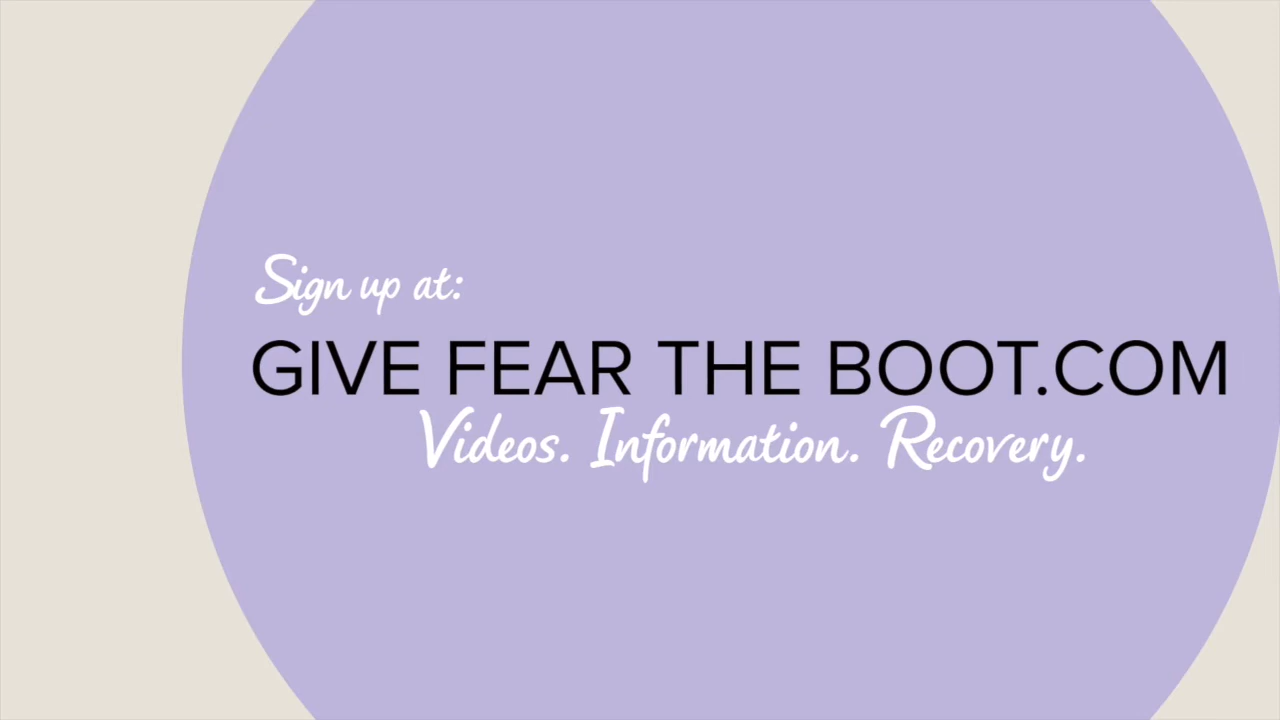 Sign up at:
GIVE FEAR THE BOOT.COM
Videos. Information. Recovery.